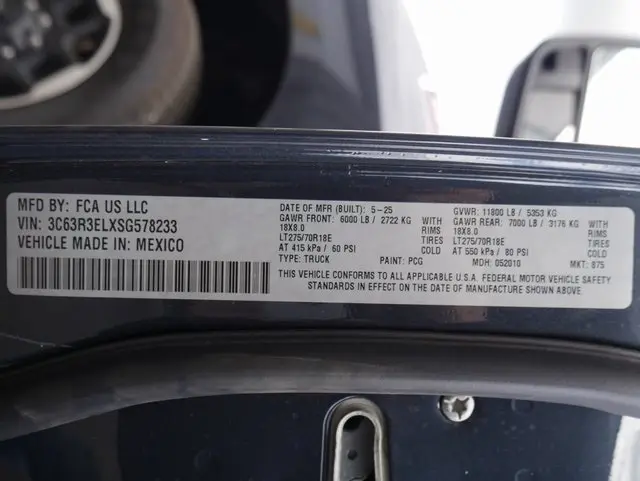 MFD BY: FCA US LLC
VIN: 3C63R3ELXSG578233
VEHICLE MADE IN: MEXICO
DATE OF MFR (BUILT): 5-25
GVWR: 11800 LB / 5353 KG
GAWR FRONT: 6000 LB / 2722 KG WITH
GAWR REAR: 7000 LB / 3176 KG WITH
18X8.0 RIMS
18X8.0 RIMS
LT275/70R18E TIRES
LT275/70R18E TIRES
AT 415 kPa / 60 PSI COLD
AT 550 kPa / 80 PSI COLD
TYPE: TRUCK PAINT: PCG MDH: 052010 MKT: 875
THIS VEHICLE CONFORMS TO ALL APPLICABLE U.S.A. FEDERAL MOTOR VEHICLE SAFETY
STANDARDS IN EFFECT ON THE DATE OF MANUFACTURE SHOWN ABOVE